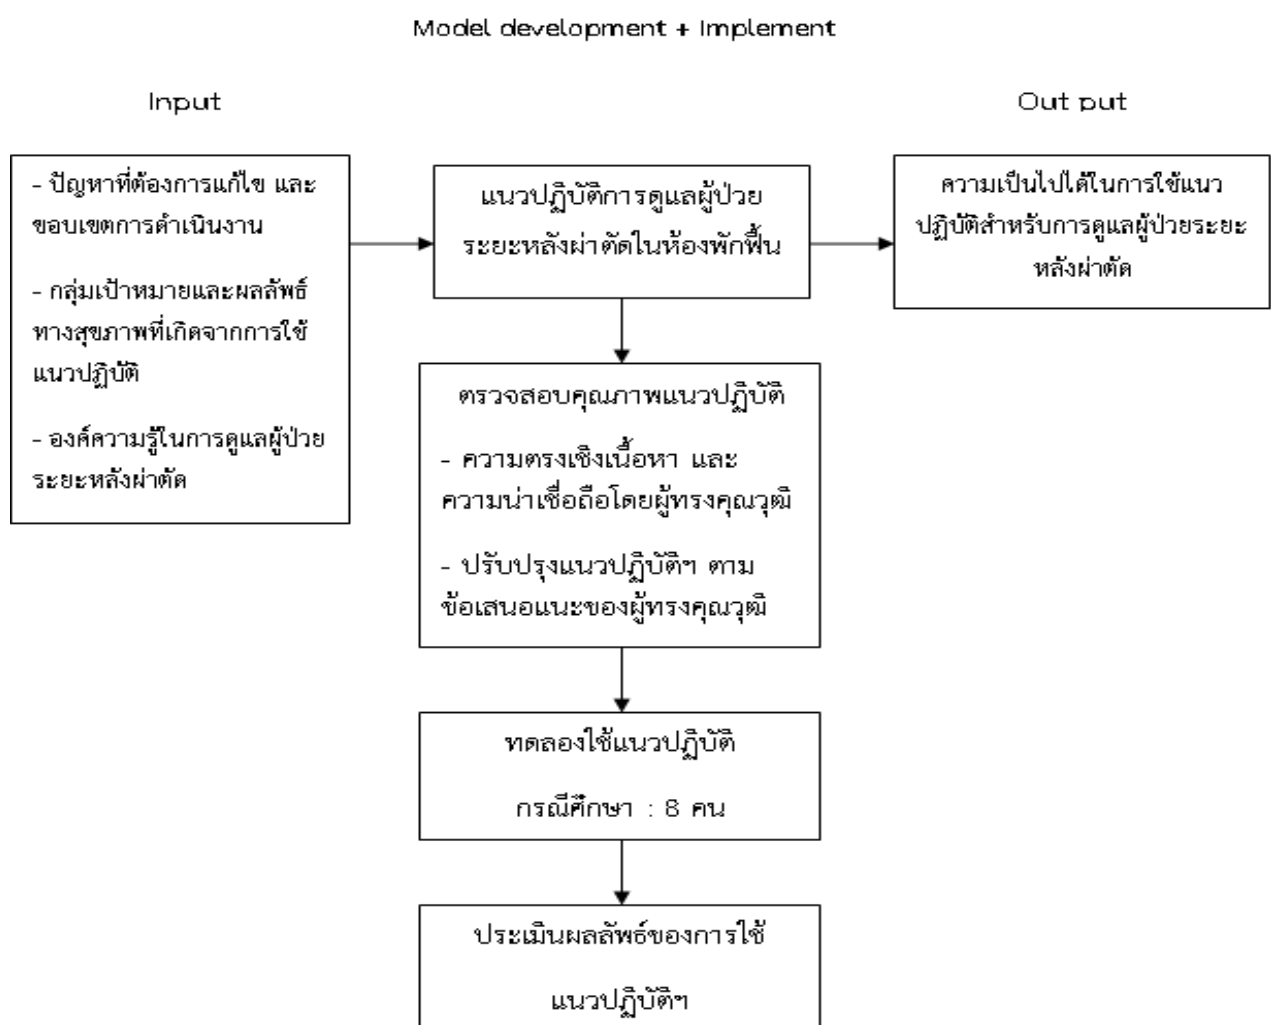 Model development + Implement
Input
Out put
- ปัญหาที่ต้องการแก้ไข และ
ขอบเขตการดำเนินงาน
- กลุ่มเป้าหมายและผลลัพธ์
ทางสุขภาพที่เกิดจากการใช้
แนวปฏิบัติ
- องค์ความรู้ในการดูแลผู้ป่วย
ระยะหลังผ่าตัด
แนวปฏิบัติการดูแลผู้ป่วย
ระยะหลังผ่าตัดในห้องพักฟื้น
ความเป็นไปได้ในการใช้แนว
ปฏิบัติสำหรับการดูแลผู้ป่วยระยะ
หลังผ่าตัด
ตรวจสอบคุณภาพแนวปฏิบัติ
- ความตรงเชิงเนื้อหา และ
ความน่าเชื่อถือโดยผู้ทรงคุณวุฒิ
- ปรับปรุงแนวปฏิบัติฯ ตาม
ข้อเสนอแนะของผู้ทรงคุณวุฒิ
ทดลองใช้แนวปฏิบัติ
กรณีศึกษา : 8 คน
ประเมินผลลัพธ์ของการใช้
แนวปฏิบัติฯ